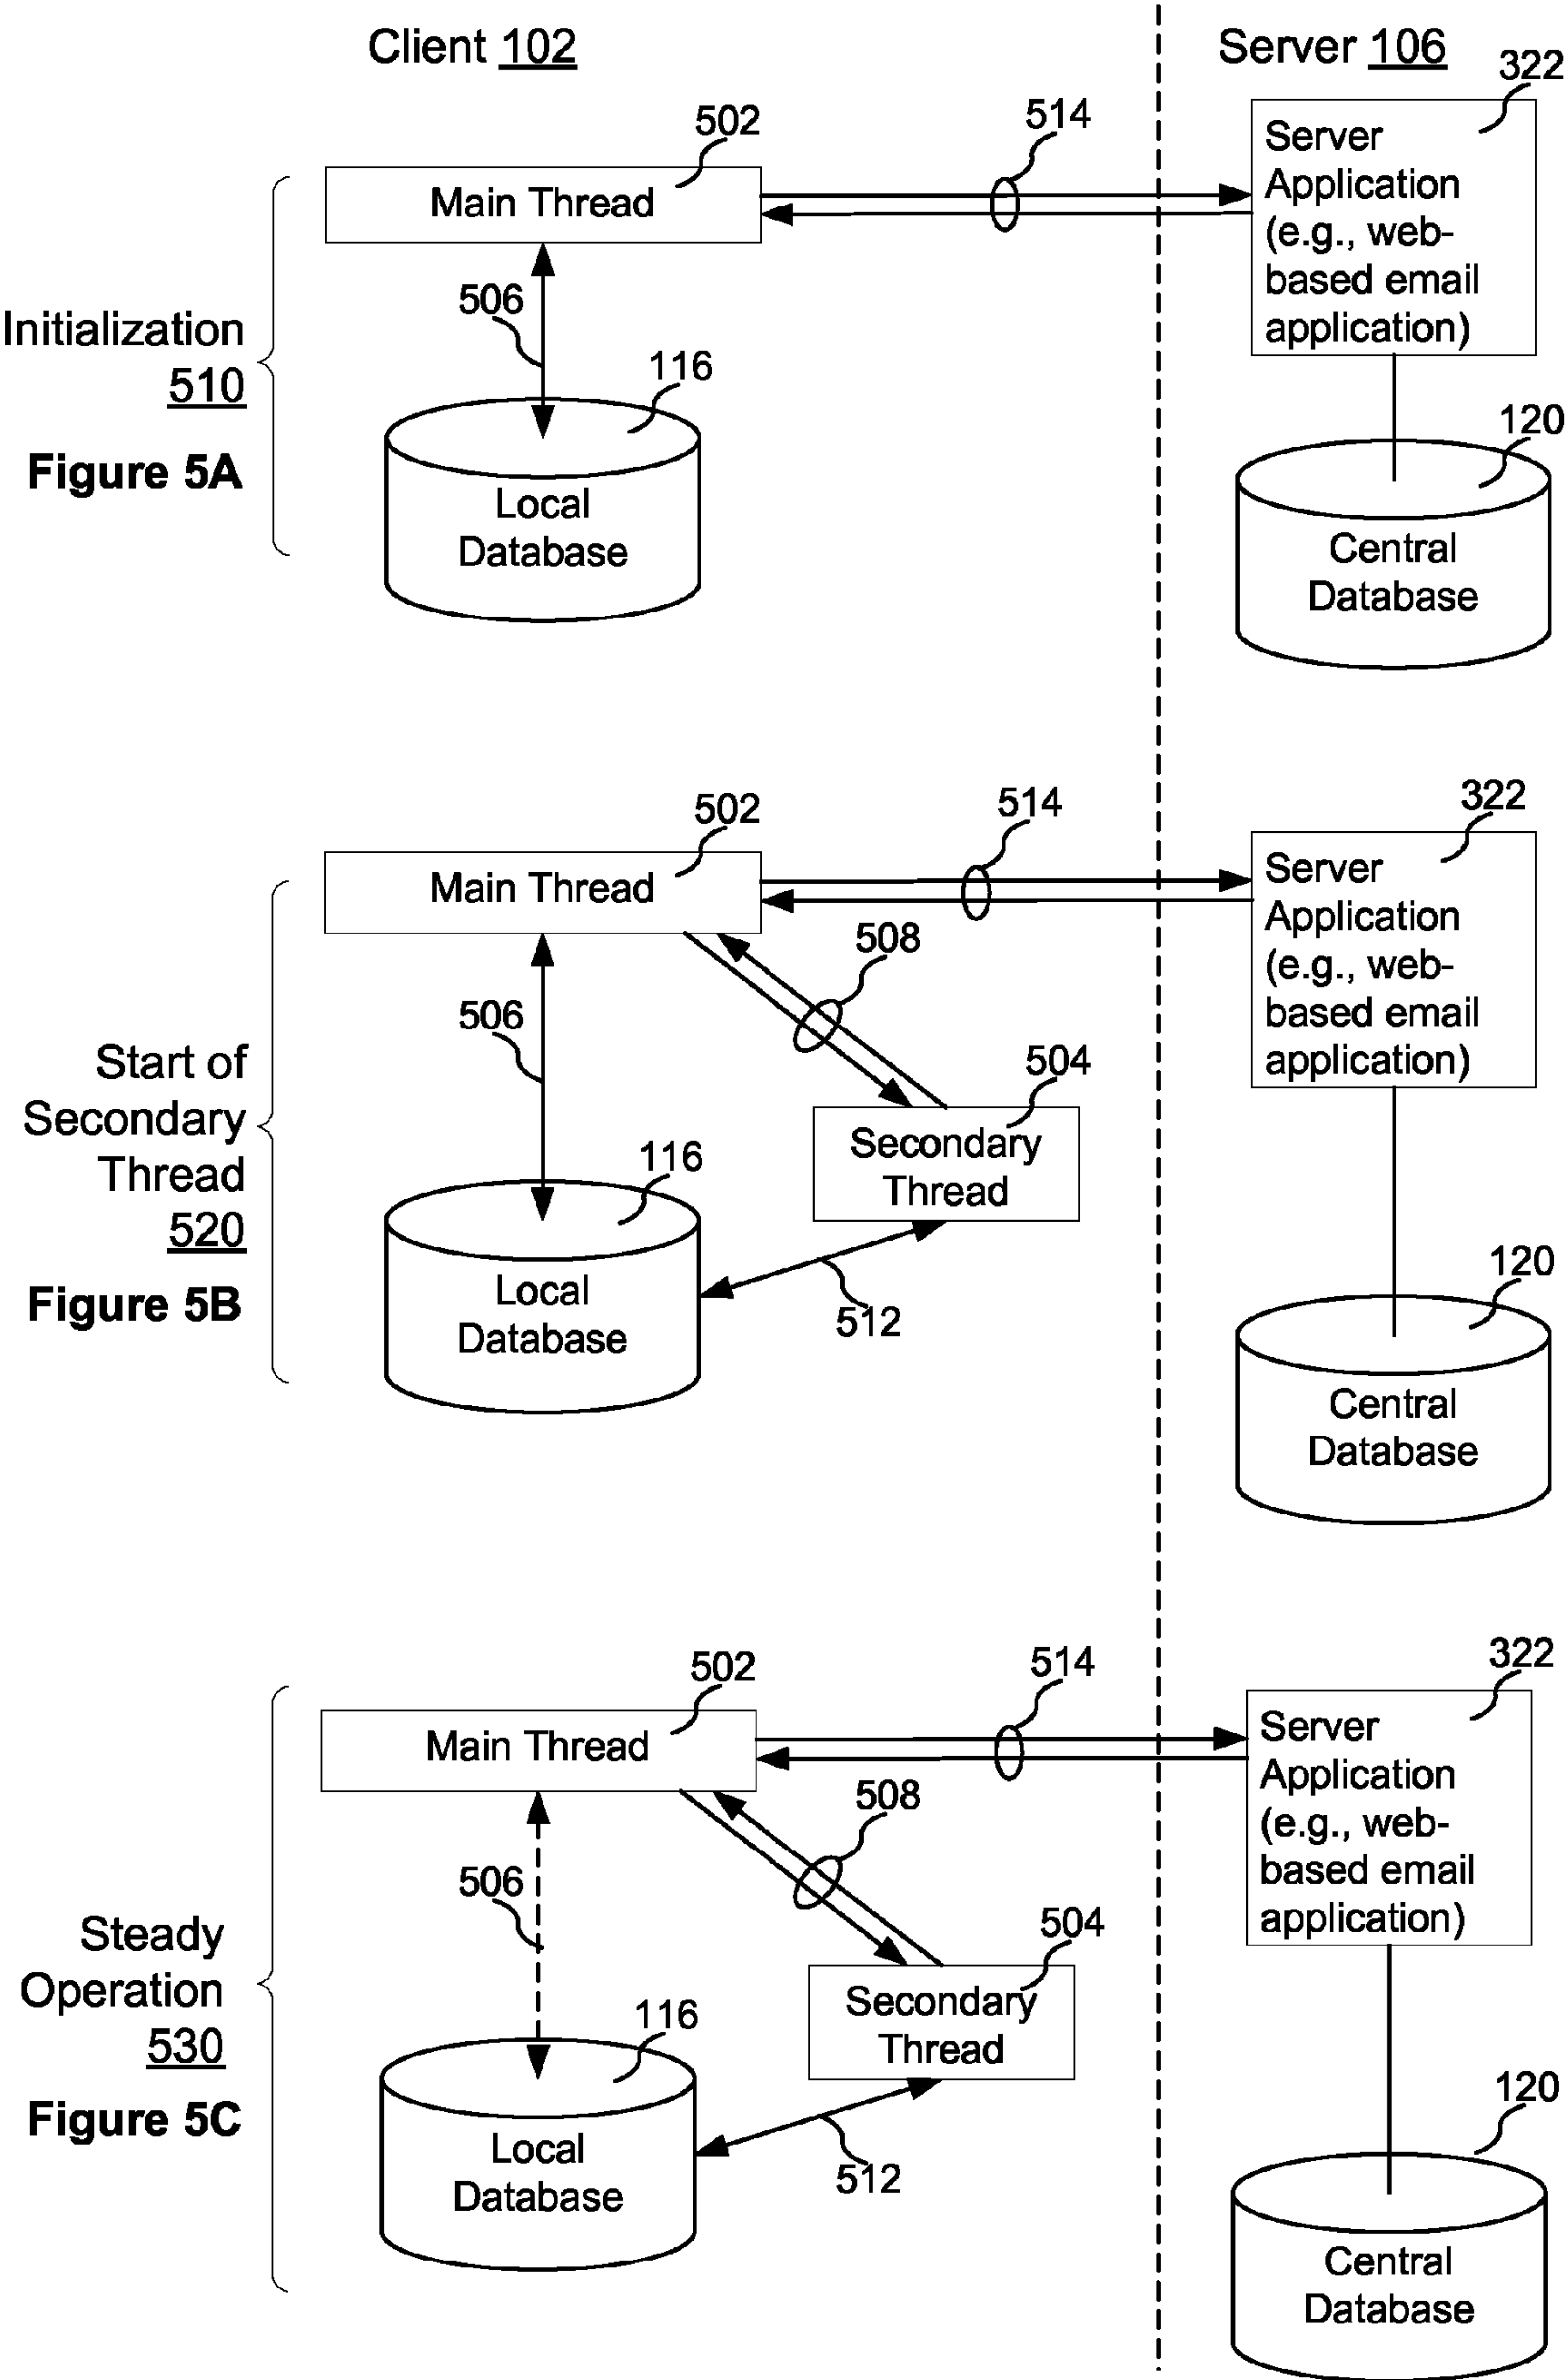 Client 102
Server 106
322
502
514
Main Thread
Server
Application
(e.g., web-
based email
application)
506
Initialization
510
116
Figure 5A
Local
Database
120
Central
Database
502
514
322
Main Thread
Server
Application
(e.g., web-
based email
application)
508
506
504
Start of
Secondary
Thread
520
116
Secondary
Thread
Figure 5B
Local
Database
512
120
Central
Database
502
514
322
Main Thread
Server
Application
(e.g., web-
based email
application)
508
506
504
Steady
Operation
530
116
Secondary
Thread
Figure 5C
Local
Database
512
120
Central
Database